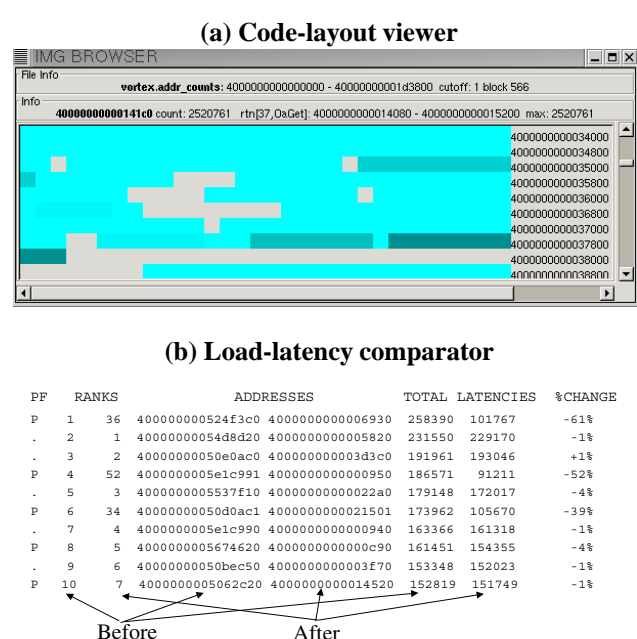 (a) Code-layout viewer
IMG BROWSER
File Info
vortex.addr_counts: 4000000000000000 - 40000000001d3800 cutoff: 1 block 566
Info
40000000000141c0 count: 2520761 rtn[37,OaGet]: 4000000000014080 - 4000000000015200 max: 2520761
4000000000034000
4000000000034800
4000000000035000
4000000000035800
4000000000036000
4000000000036800
4000000000037000
4000000000037800
4000000000038000
4000000000038800
(b) Load-latency comparator
PF RANKS ADDRESSES TOTAL LATENCIES %CHANGE
P 1 36 400000000524f3c0 4000000000006930 258390 101767 -61%
. 2 1 40000000054d8d20 4000000000005820 231550 229170 -1%
. 3 2 40000000050e0ac0 4000000000003d3c0 191961 193046 +1%
P 4 52 4000000005e1c991 4000000000000950 186571 91211 -52%
. 5 3 4000000005537f10 40000000000022a0 179148 172017 -4%
P 6 34 40000000050d0ac1 4000000000021501 173962 105670 -39%
. 7 4 4000000005e1c990 4000000000000940 163366 161318 -1%
P 8 5 4000000005674620 4000000000000c90 161451 154355 -4%
. 9 6 40000000050bec50 4000000000003f70 153348 152023 -1%
P 10 7 4000000005062c20 4000000000014520 152819 151749 -1%
Before After